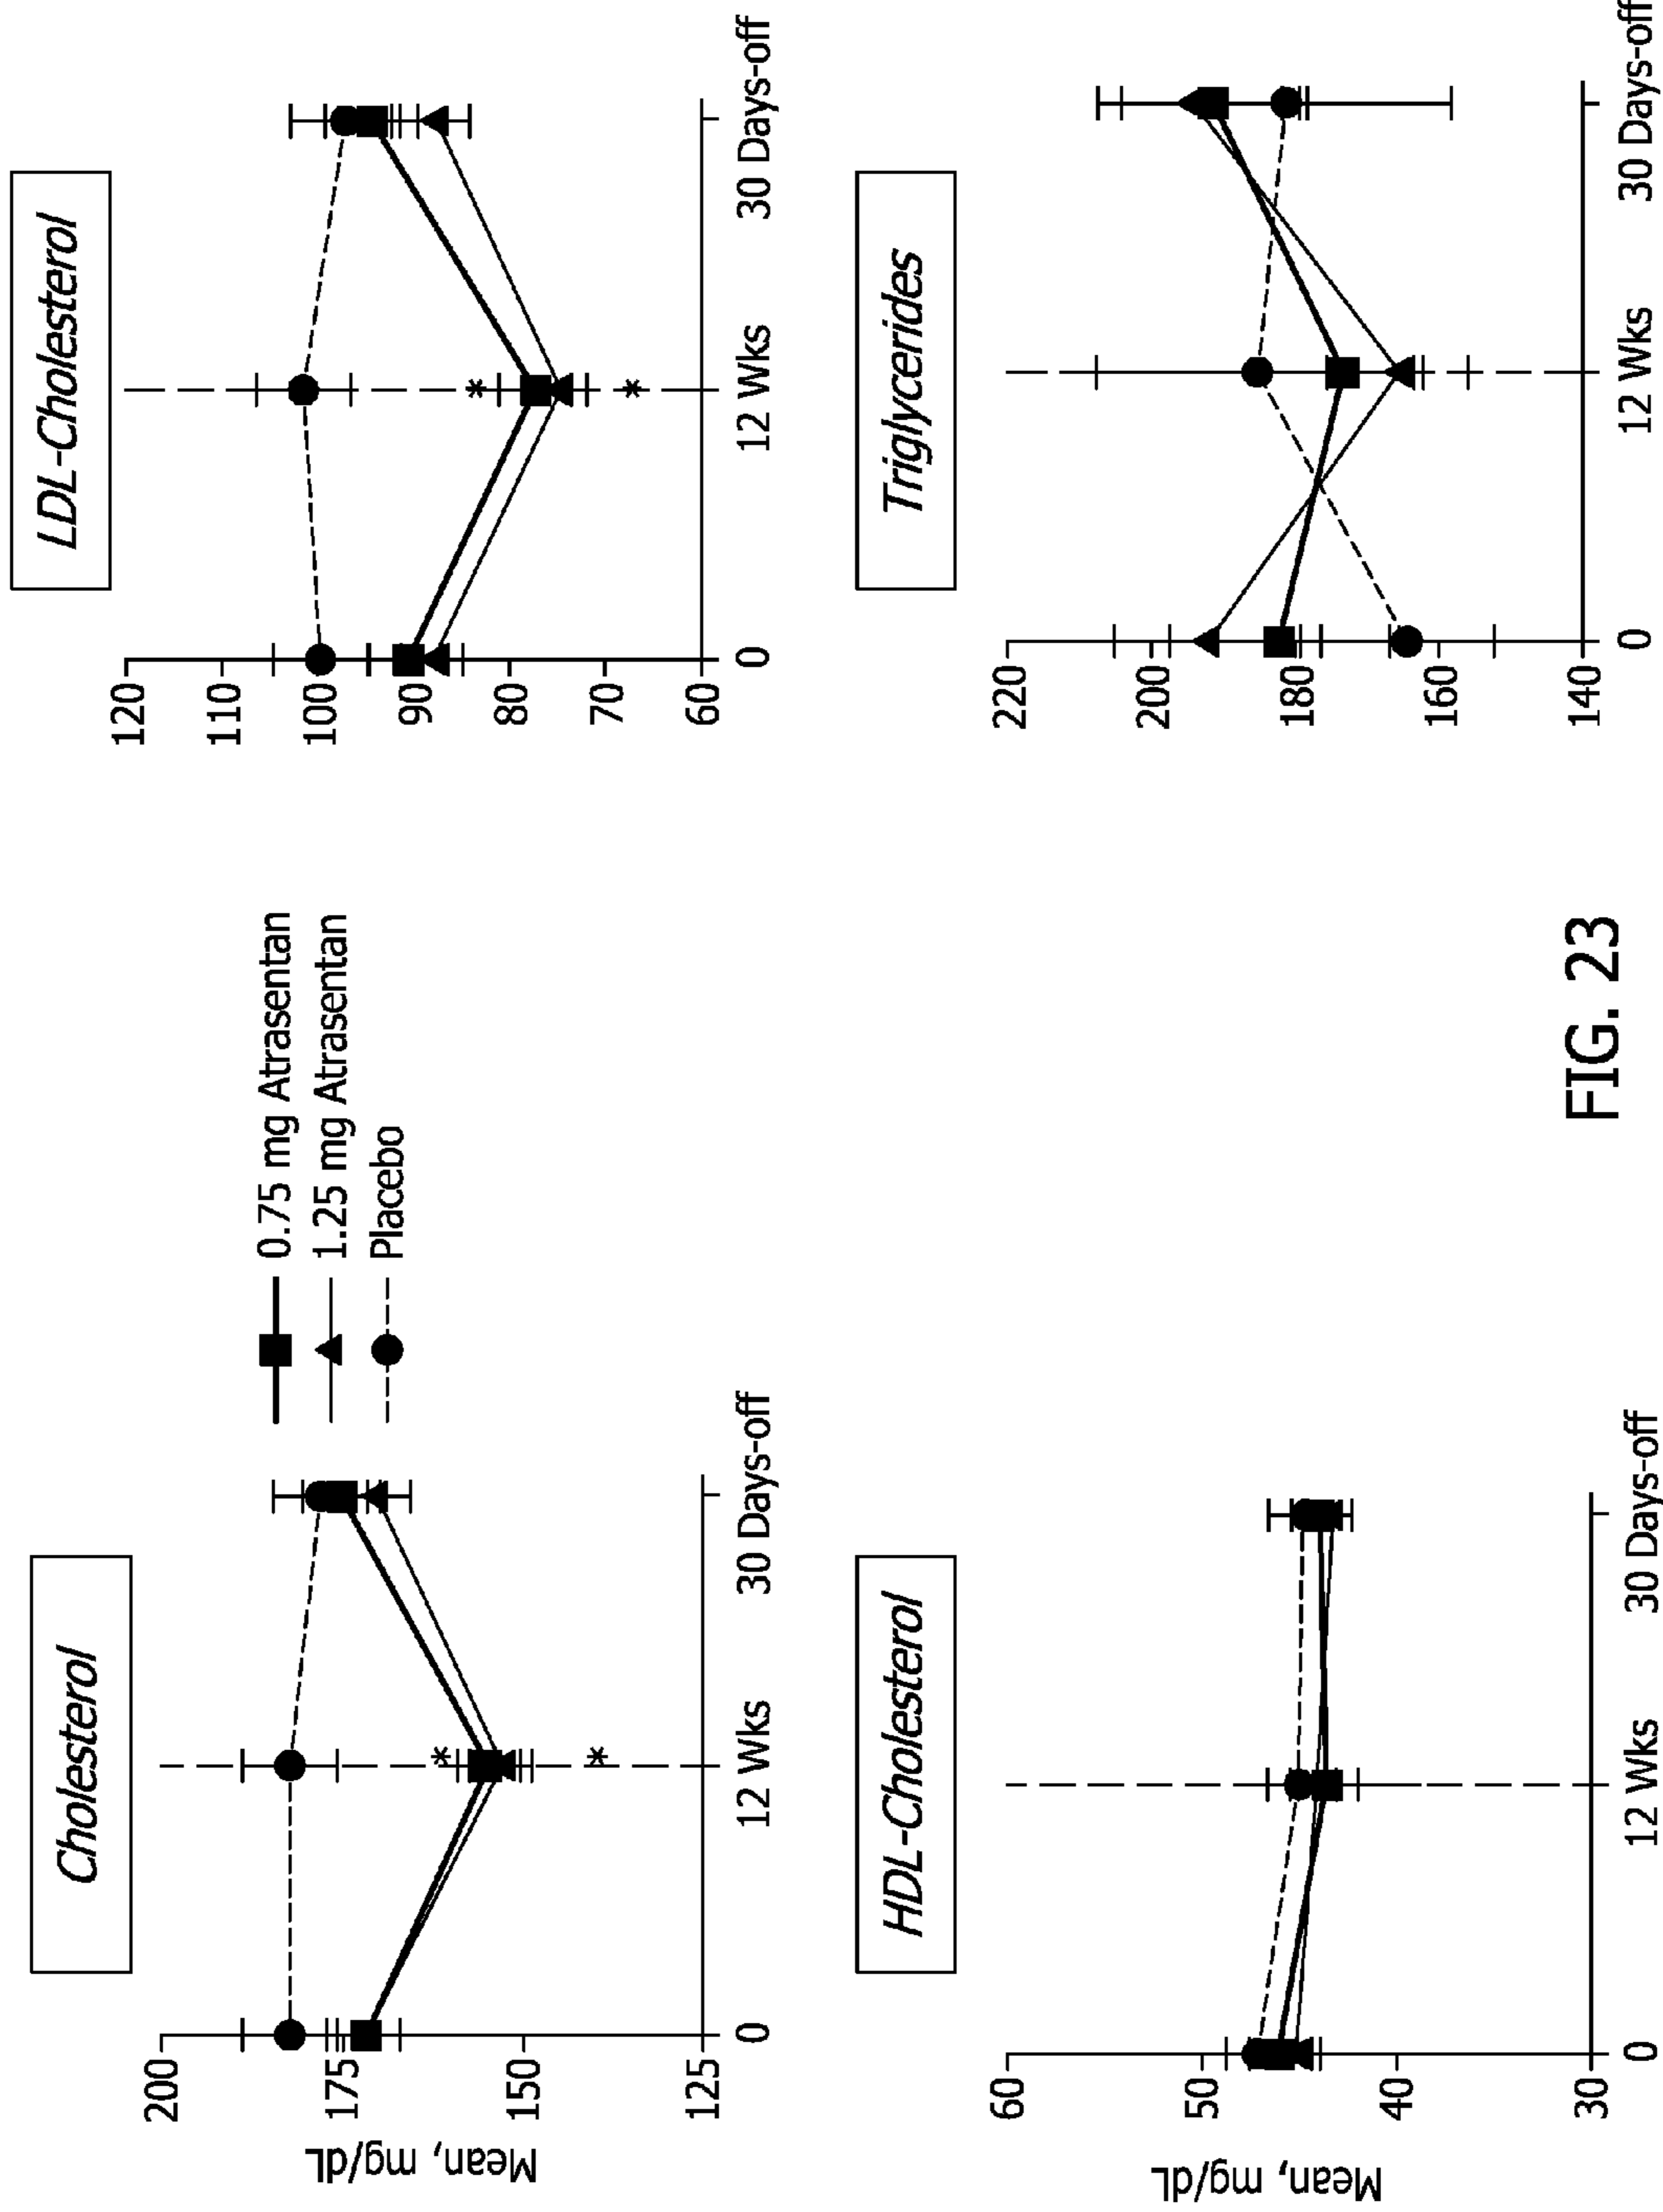 Cholesterol
Mean, mg/dL
200
175
150
125
*
*
0
12 Wks
30 Days-off
0.75 mg Atrasentan
1.25 mg Atrasentan
Placebo
LDL-Cholesterol
120
110
100
90
80
70
60
*
*
0
12 Wks
30 Days-off
HDL-Cholesterol
Mean, mg/dL
60
50
40
30
0
12 Wks
30 Days-off
Triglycerides
220
200
180
160
140
0
12 Wks
30 Days-off
FIG. 23